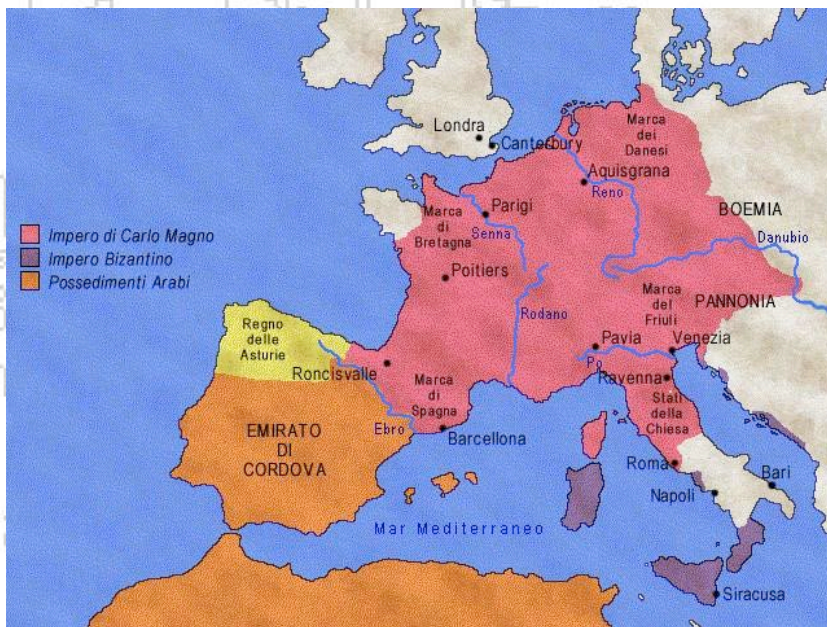 Londra
Canterbury
Marca
dei
Danesi
Aquisgrana
Reno
BOEMIA
Danubio
Parigi
Marca
di
Bretagna
Senna
Poitiers
Impero di Carlo Magno
Impero Bizantino
Possedimenti Arabi
Marca
del
Friuli
PANNONIA
Rodano
Regno
delle
Asturie
Pavia
Venezia
Po
Roncisvalle
Ravenna
Marca
di
Spagna
Stati
della
Chiesa
Ebro
EMIRATO
DI
CORDOVA
Barcellona
Roma
Bari
Napoli
Mar Mediterraneo
Siracusa